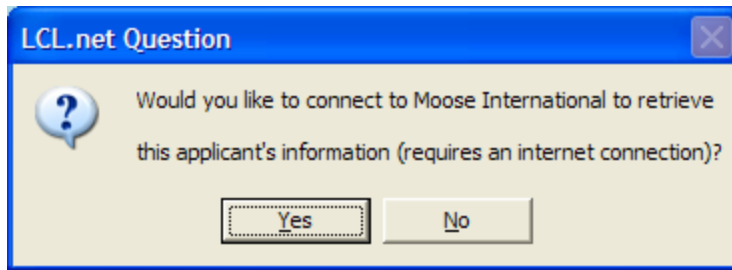 LCL.net Question
Would you like to connect to Moose International to retrieve
this applicant's information (requires an internet connection)?
Yes No